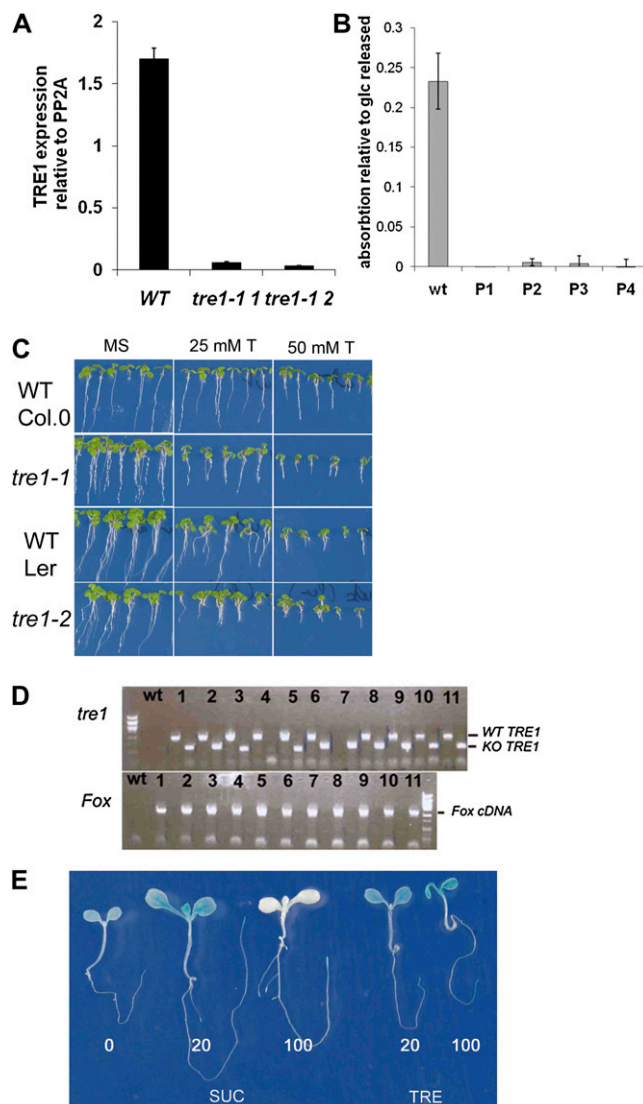 A
TRE1 expression
relative to PP2A
2
1.5
1
0.5
0
WT
tre1-1 1
tre1-1 2
B
absorbtion relative to glc released
0.3
0.25
0.2
0.15
0.1
0.05
0
wt
P1
P2
P3
P4
C
MS
25 mM T
50 mM T
WT
Col.0
tre1-1
WT
Ler
tre1-2
D
tre1
wt 1 2 3 4 5 6 7 8 9 10 11
WT TRE1
KO TRE1
Fox
wt 1 2 3 4 5 6 7 8 9 10 11
Fox cDNA
E
0
20
100
20
100
SUC
TRE